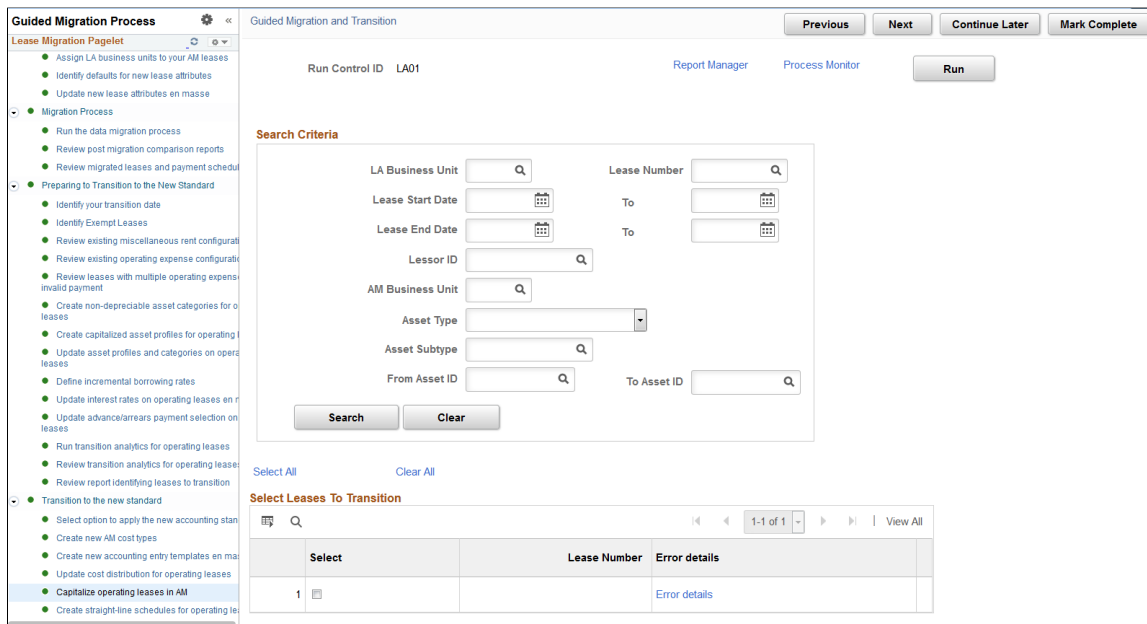 Guided Migration Process
«
Lease Migration Pagelet
Assign LA business units to your AM leases
Identify defaults for new lease attributes
Update new lease attributes en masse
Migration Process
Run the data migration process
Review post migration comparison reports
Review migrated leases and payment schedul
Preparing to Transition to the New Standard
Identify your transition date
Identify Exempt Leases
Review existing miscellaneous rent configurati
Review existing operating expense configuratio
Review leases with multiple operating expense
invalid payment
Create non-depreciable asset categories for o
leases
Create capitalized asset profiles for operating l
Update asset profiles and categories on opera
leases
Define incremental borrowing rates
Update interest rates on operating leases en m
Update advance/arrears payment selection on
leases
Run transition analytics for operating leases
Review transition analytics for operating leases
Review report identifying leases to transition
Transition to the new standard
Select option to apply the new accounting stan
Create new AM cost types
Create new accounting entry templates en mas
Update cost distribution for operating leases
Capitalize operating leases in AM
Create straight-line schedules for operating lea
Guided Migration and Transition
Previous Next Continue Later Mark Complete
Run Control ID LA01 Report Manager Process Monitor Run
Search Criteria
LA Business Unit Lease Number
Lease Start Date To
Lease End Date To
Lessor ID
AM Business Unit
Asset Type
Asset Subtype
From Asset ID To Asset ID
Search Clear
Select All Clear All
Select Leases To Transition
1-1 of 1 | View All
Select Lease Number Error details
1 Error details